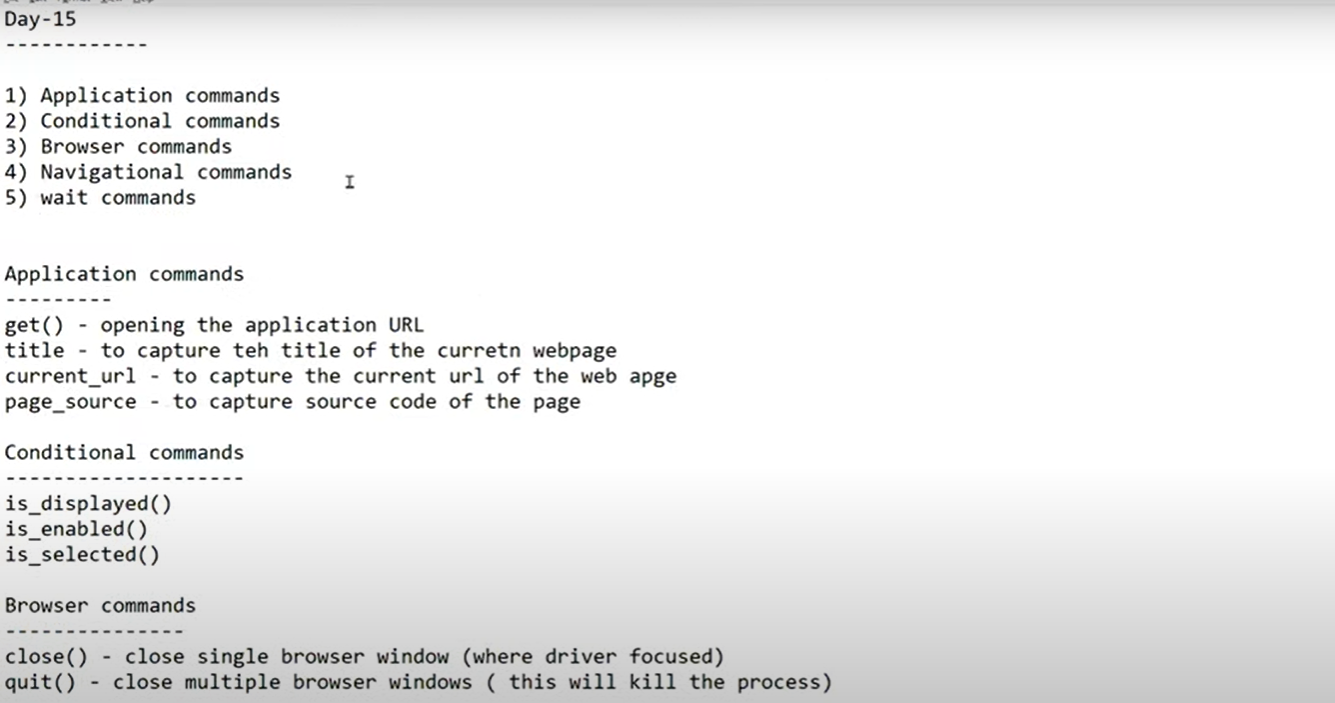 Day-15
------------
1) Application commands
2) Conditional commands
3) Browser commands
4) Navigational commands
5) wait commands
Application commands
---------
get() - opening the application URL
title - to capture teh title of the curretn webpage
current_url - to capture the current url of the web apge
page_source - to capture source code of the page
Conditional commands
--------------------
is_displayed()
is_enabled()
is_selected()
Browser commands
---------------
close() - close single browser window (where driver focused)
quit() - close multiple browser windows ( this will kill the process)